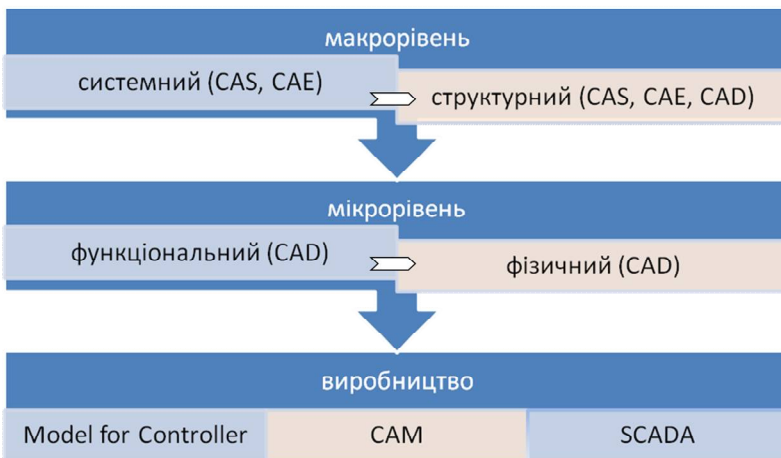 макрорівень
системний (CAS, CAE)
структурний (CAS, CAE, CAD)
мікрорівень
функціональний (CAD)
фізичний (CAD)
виробництво
Model for Controller
CAM
SCADA